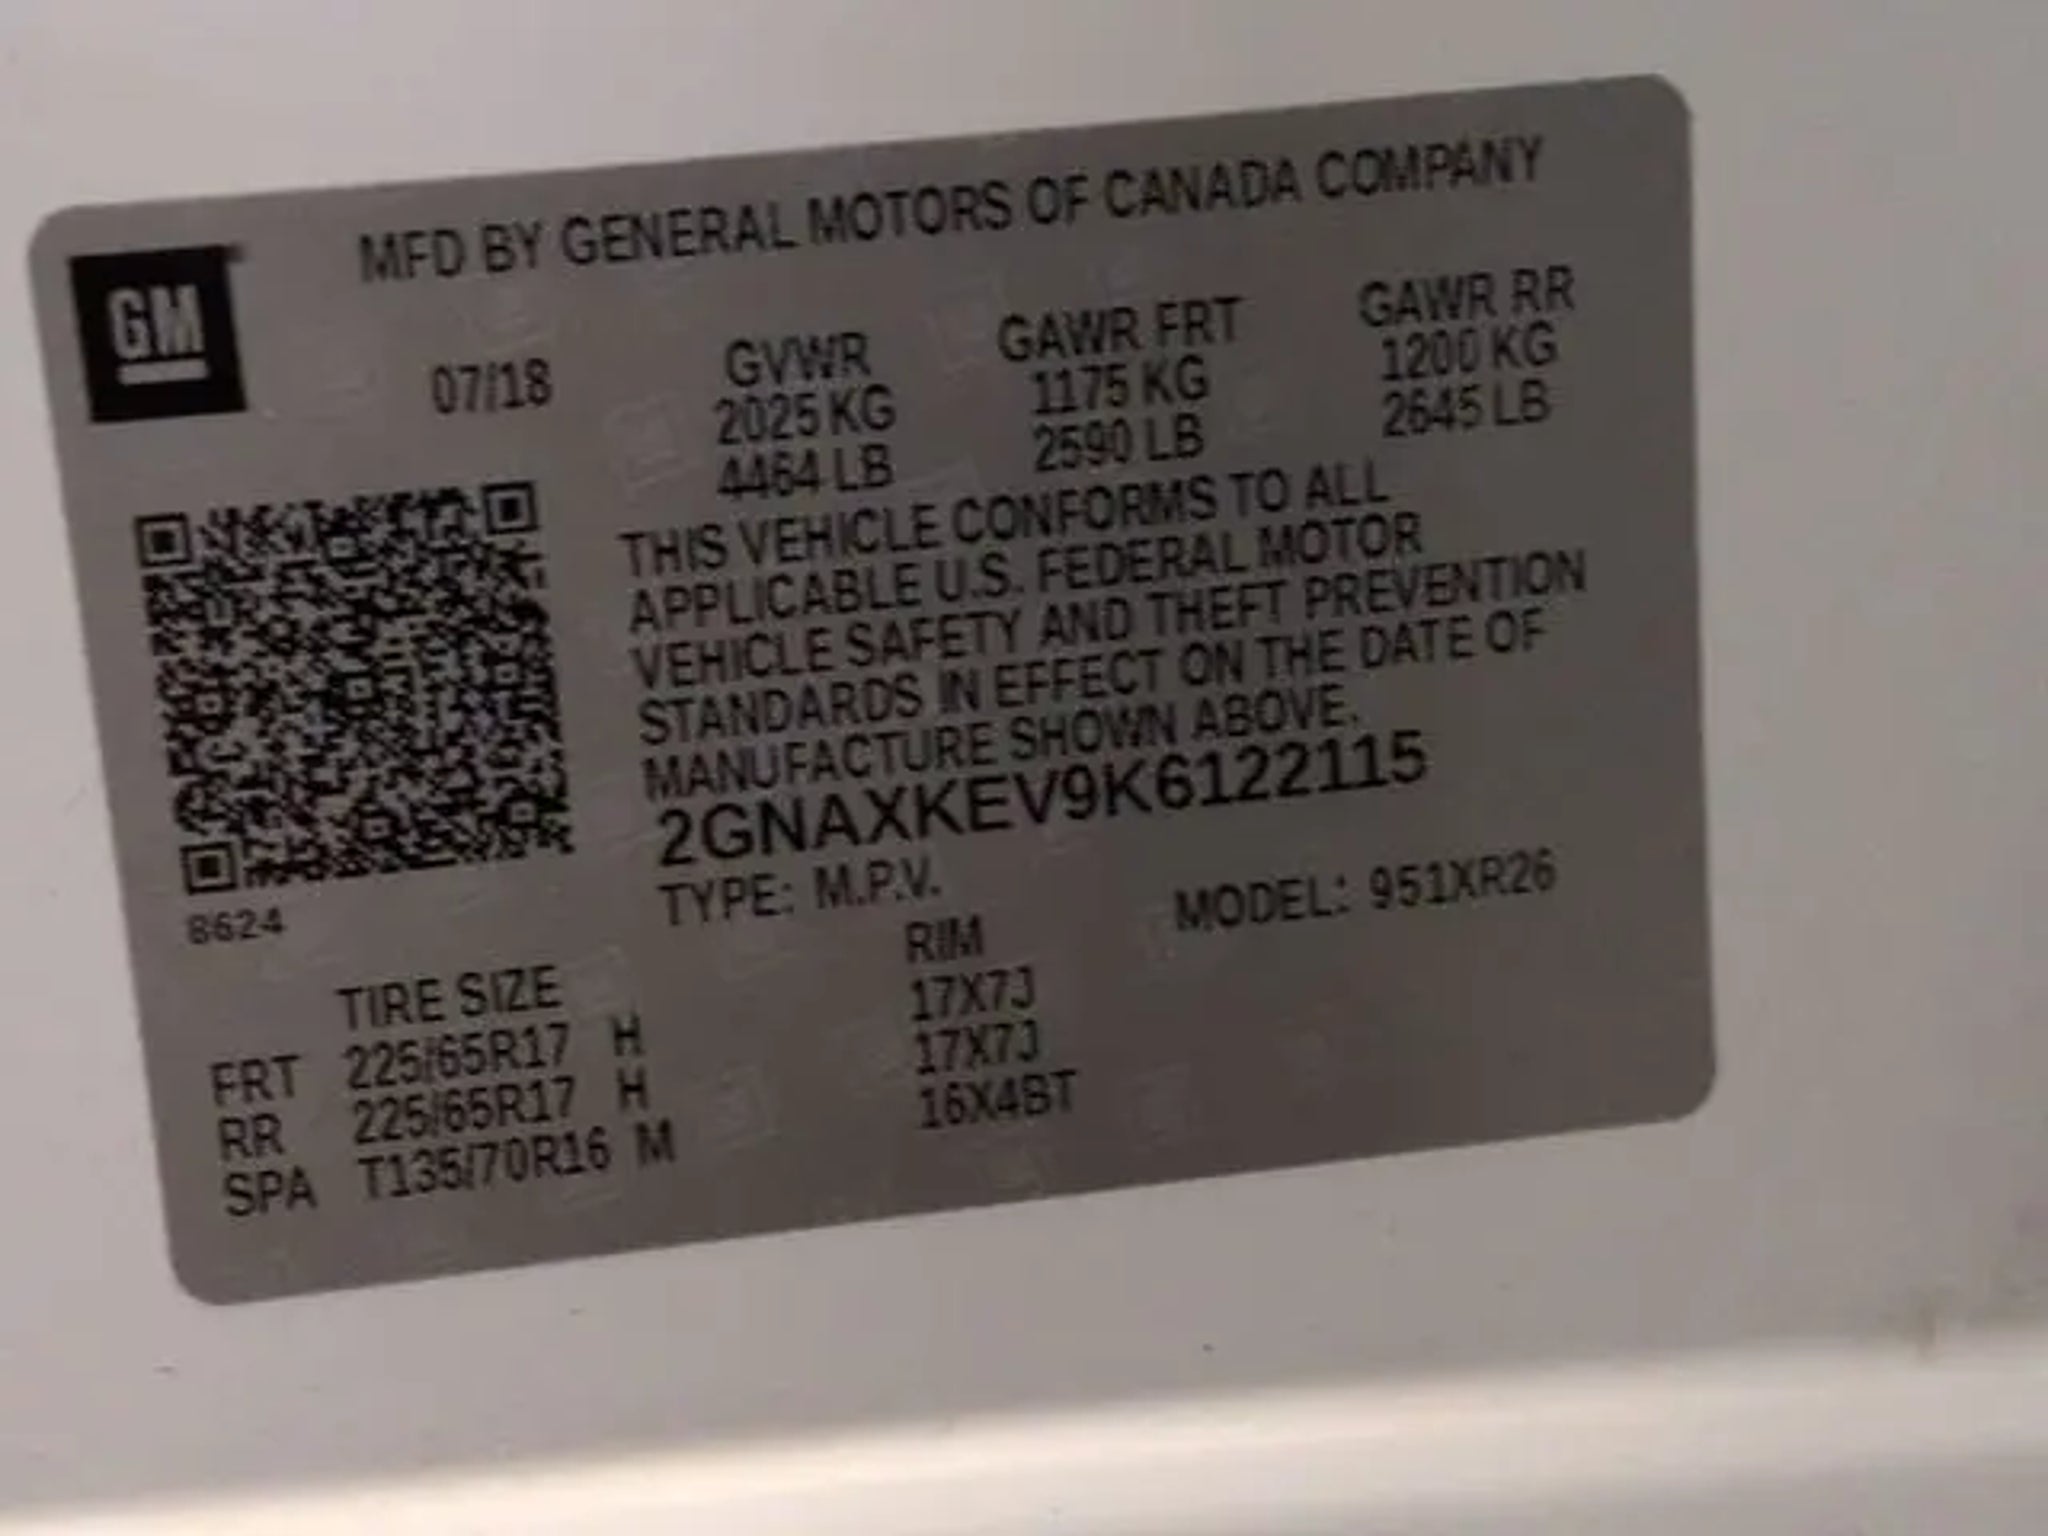 MFD BY GENERAL MOTORS OF CANADA COMPANY
GM
07/18
GVWR
2025 KG
4464 LB
GAWR FRT
1175 KG
2590 LB
GAWR RR
1200 KG
2645 LB
THIS VEHICLE CONFORMS TO ALL
APPLICABLE U.S. FEDERAL MOTOR
VEHICLE SAFETY AND THEFT PREVENTION
STANDARDS IN EFFECT ON THE DATE OF
MANUFACTURE SHOWN ABOVE.
2GNAXKEV9K6122115
TYPE: M.P.V. MODEL: 951XR26
8624
TIRE SIZE RIM
FRT 225/65R17 H 17X7J
RR 225/65R17 H 17X7J
SPA T135/70R16 M 16X4BT